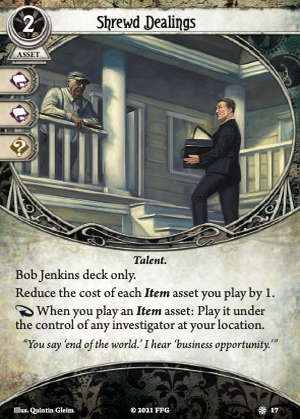 Shrewd Dealings
2
ASSET
?
Talent.
Bob Jenkins deck only.
Reduce the cost of each Item asset you play by 1.
When you play an Item asset: Play it under
the control of any investigator at your location.
“You say ‘end of the world.’ I hear ‘business opportunity.’”
Illus. Quintin Gleim © 2021 FFG 17